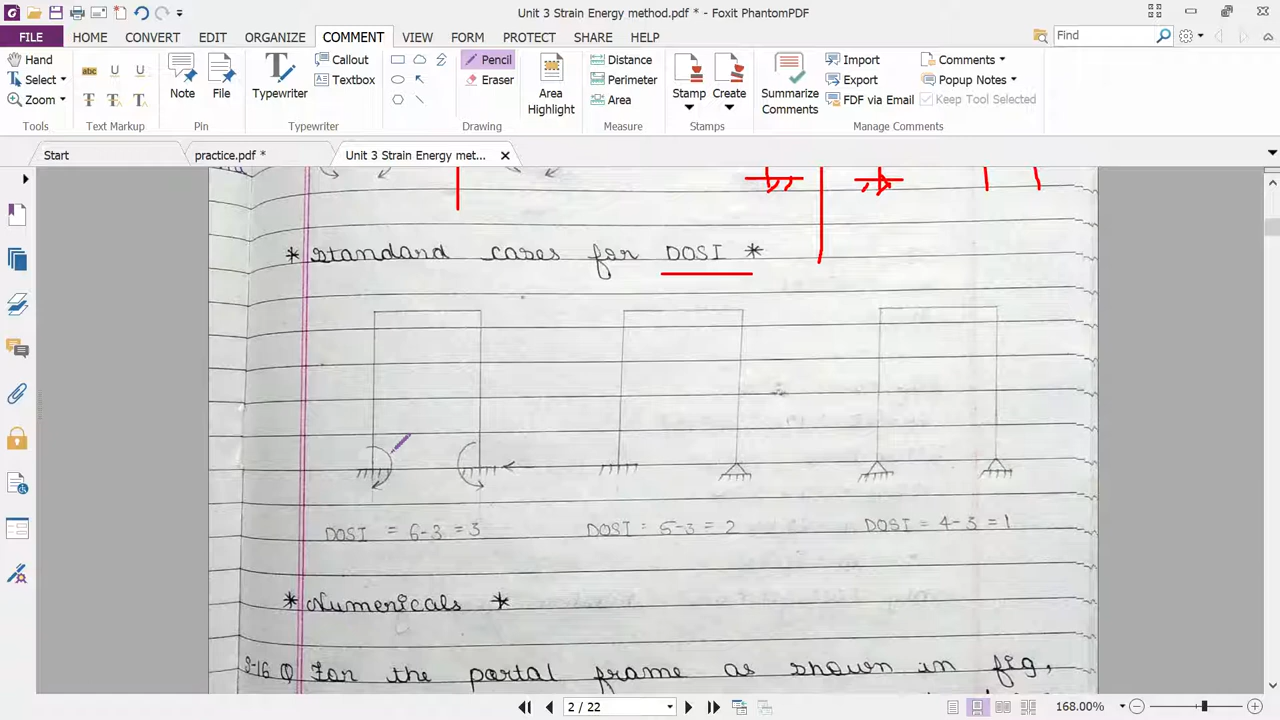 Unit 3 Strain Energy method.pdf * - Foxit PhantomPDF
FILE HOME CONVERT EDIT ORGANIZE COMMENT VIEW FORM PROTECT SHARE HELP Find
Hand
Select
Zoom
Tools
Text Markup
Note
File
Pin
Typewriter
Callout
Textbox
Typewriter
Pencil
Eraser
Drawing
Area
Highlight
Distance
Perimeter
Area
Measure
Stamp
Create
Stamps
Summarize
Comments
Import
Export
FDF via Email
Comments
Popup Notes
Keep Tool Selected
Manage Comments
Start practice.pdf * Unit 3 Strain Energy met...
* Standard cases for DOSI *
DOSI = 6-3 = 3 DOSI = 5-3 = 2 DOSI = 4-3 = 1
* Numericals *
Q For the portal frame as shown in fig,
2 / 22 168.00%